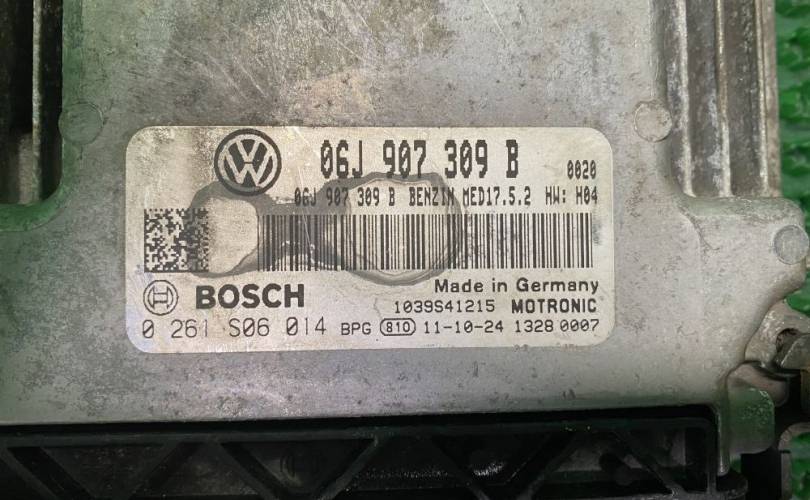 06J 907 309 B 0020
06J 907 309 B BENZIN MED17.5.2 HW: H04
BOSCH Made in Germany
1039S41215 MOTRONIC
0 261 S06 014 BPG 810 11-10-24 1328 0007